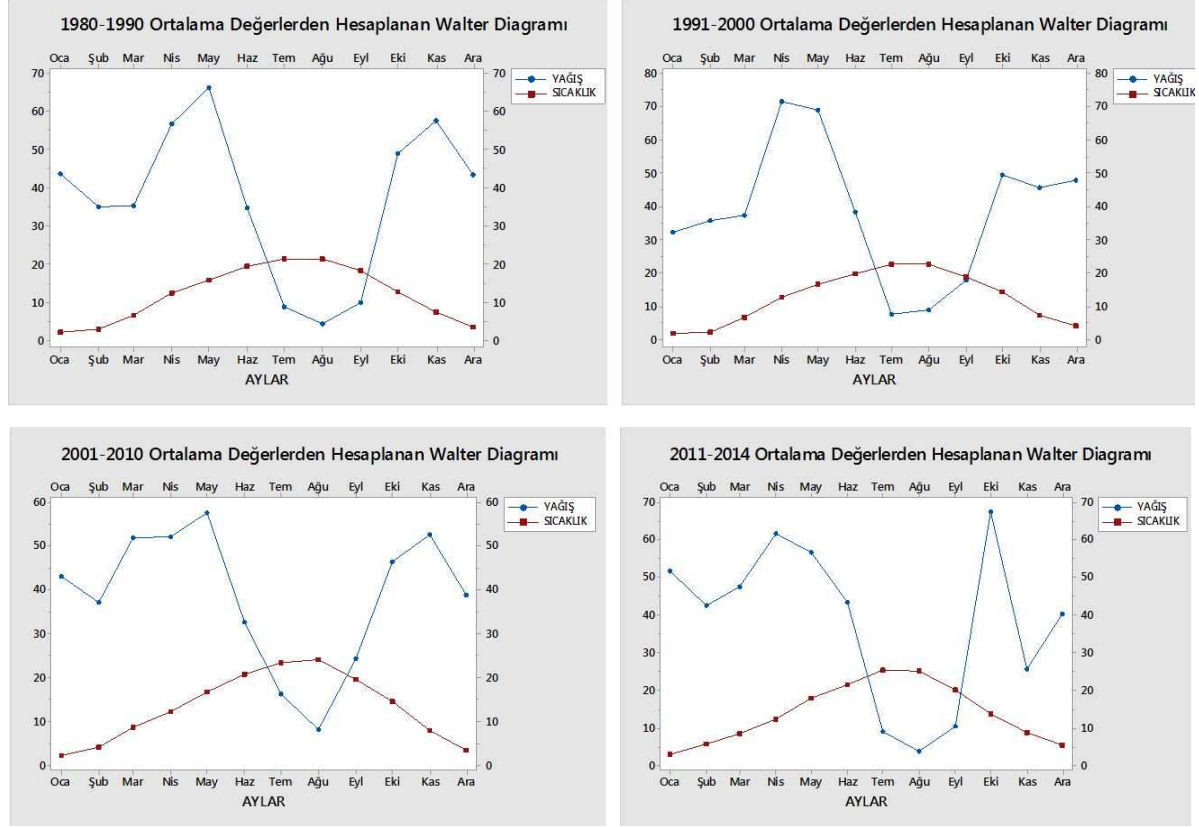 1980-1990 Ortalama Değerlerden Hesaplanan Walter Diagramı
Oca Şub Mar Nis May Haz Tem Ağu Eyl Eki Kas Ara
70 70
60 60
50 50
40 40
30 30
20 20
10 10
0 0
Oca Şub Mar Nis May Haz Tem Ağu Eyl Eki Kas Ara
AYLAR
YAĞIŞ
SICAKLIK
1991-2000 Ortalama Değerlerden Hesaplanan Walter Diagramı
Oca Şub Mar Nis May Haz Tem Ağu Eyl Eki Kas Ara
80 80
70 70
60 60
50 50
40 40
30 30
20 20
10 10
0 0
Oca Şub Mar Nis May Haz Tem Ağu Eyl Eki Kas Ara
AYLAR
YAĞIŞ
SICAKLIK
2001-2010 Ortalama Değerlerden Hesaplanan Walter Diagramı
Oca Şub Mar Nis May Haz Tem Ağu Eyl Eki Kas Ara
60 60
50 50
40 40
30 30
20 20
10 10
0 0
Oca Şub Mar Nis May Haz Tem Ağu Eyl Eki Kas Ara
AYLAR
YAĞIŞ
SICAKLIK
2011-2014 Ortalama Değerlerden Hesaplanan Walter Diagramı
Oca Şub Mar Nis May Haz Tem Ağu Eyl Eki Kas Ara
70 70
60 60
50 50
40 40
30 30
20 20
10 10
0 0
Oca Şub Mar Nis May Haz Tem Ağu Eyl Eki Kas Ara
AYLAR
YAĞIŞ
SICAKLIK